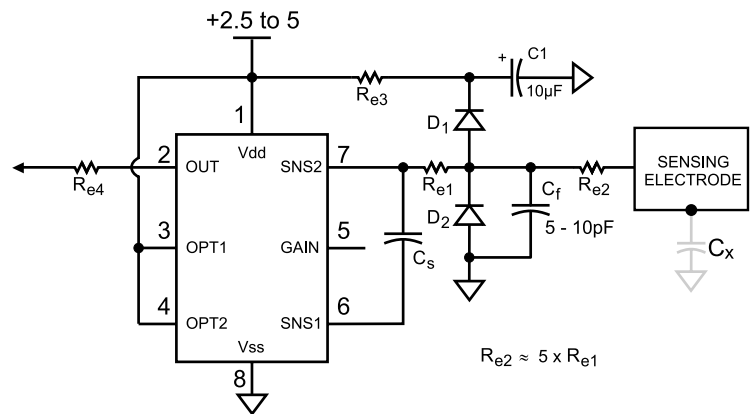 +2.5 to 5
+
C1
10µF
Re3
D1
1
Vdd
2
OUT
Re4
7
SNS2
Re1
Re2
SENSING
ELECTRODE
D2
Cf
5 - 10pF
3
OPT1
GAIN
5
Cs
Cx
4
OPT2
SNS1
6
Vss
8
Re2 ≈ 5 x Re1